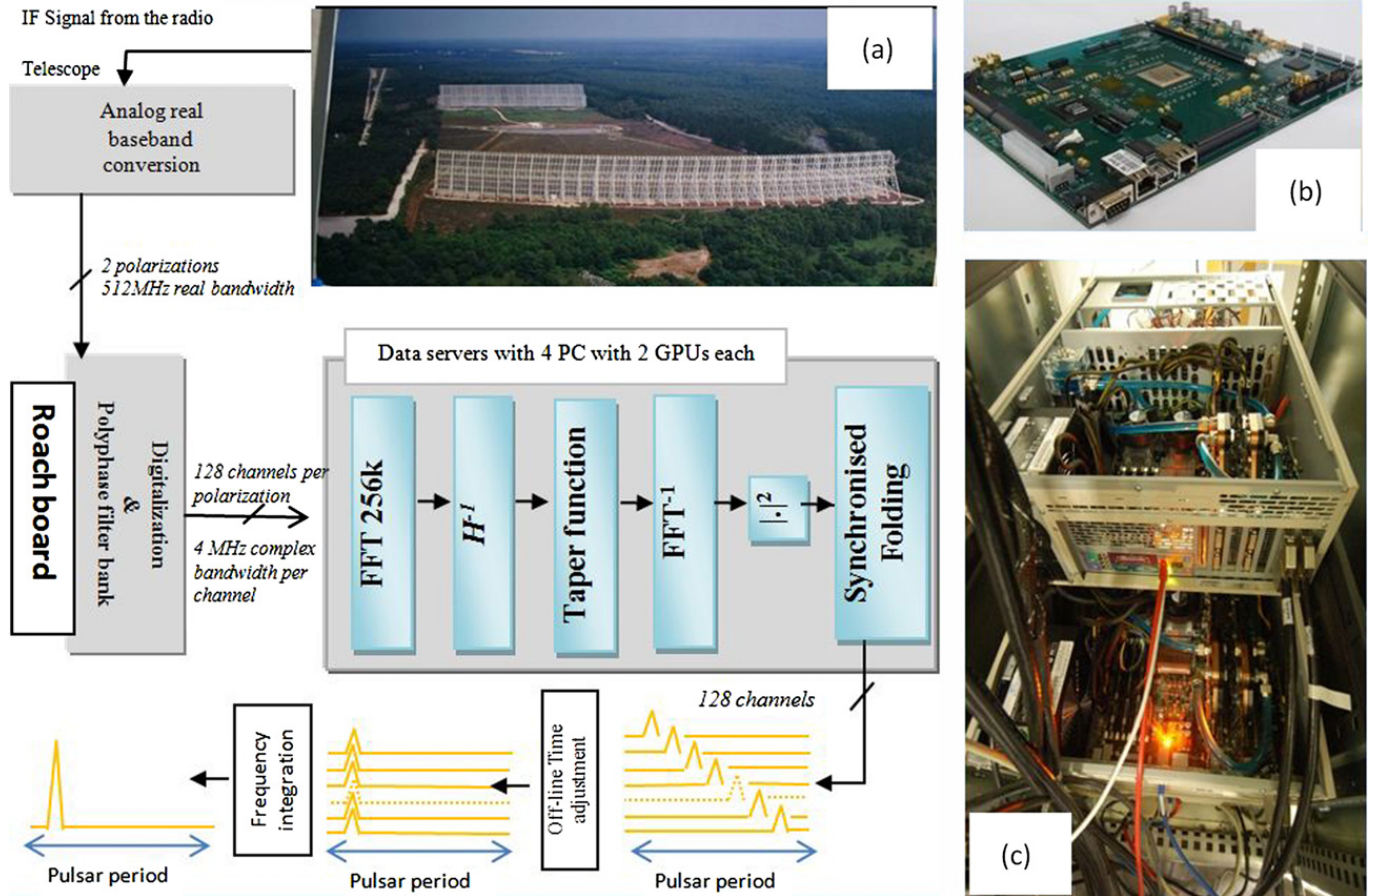 IF Signal from the radio
Telescope
(a)
(b)
Analog real
baseband
conversion
2 polarizations
512MHz real bandwidth
Data servers with 4 PC with 2 GPUs each
Roach board
Digitalization
&
Polyphase filter bank
128 channels per
polarization
4 MHz complex
bandwidth per
channel
FFT 256k
H-1
Taper function
FFT-1
|.|2
Synchronised
Folding
128 channels
Off-line Time
adjustment
Frequency
integration
Pulsar period
Pulsar period
Pulsar period
(c)